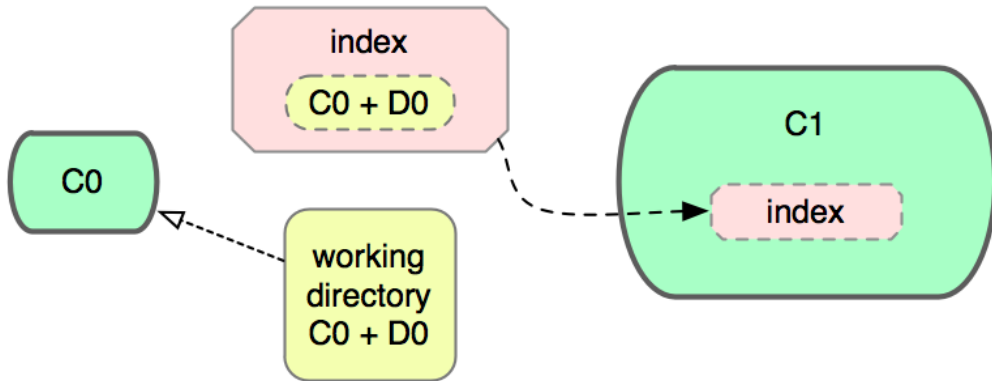 index
C0 + D0
C1
C0
index
working
directory
C0 + D0